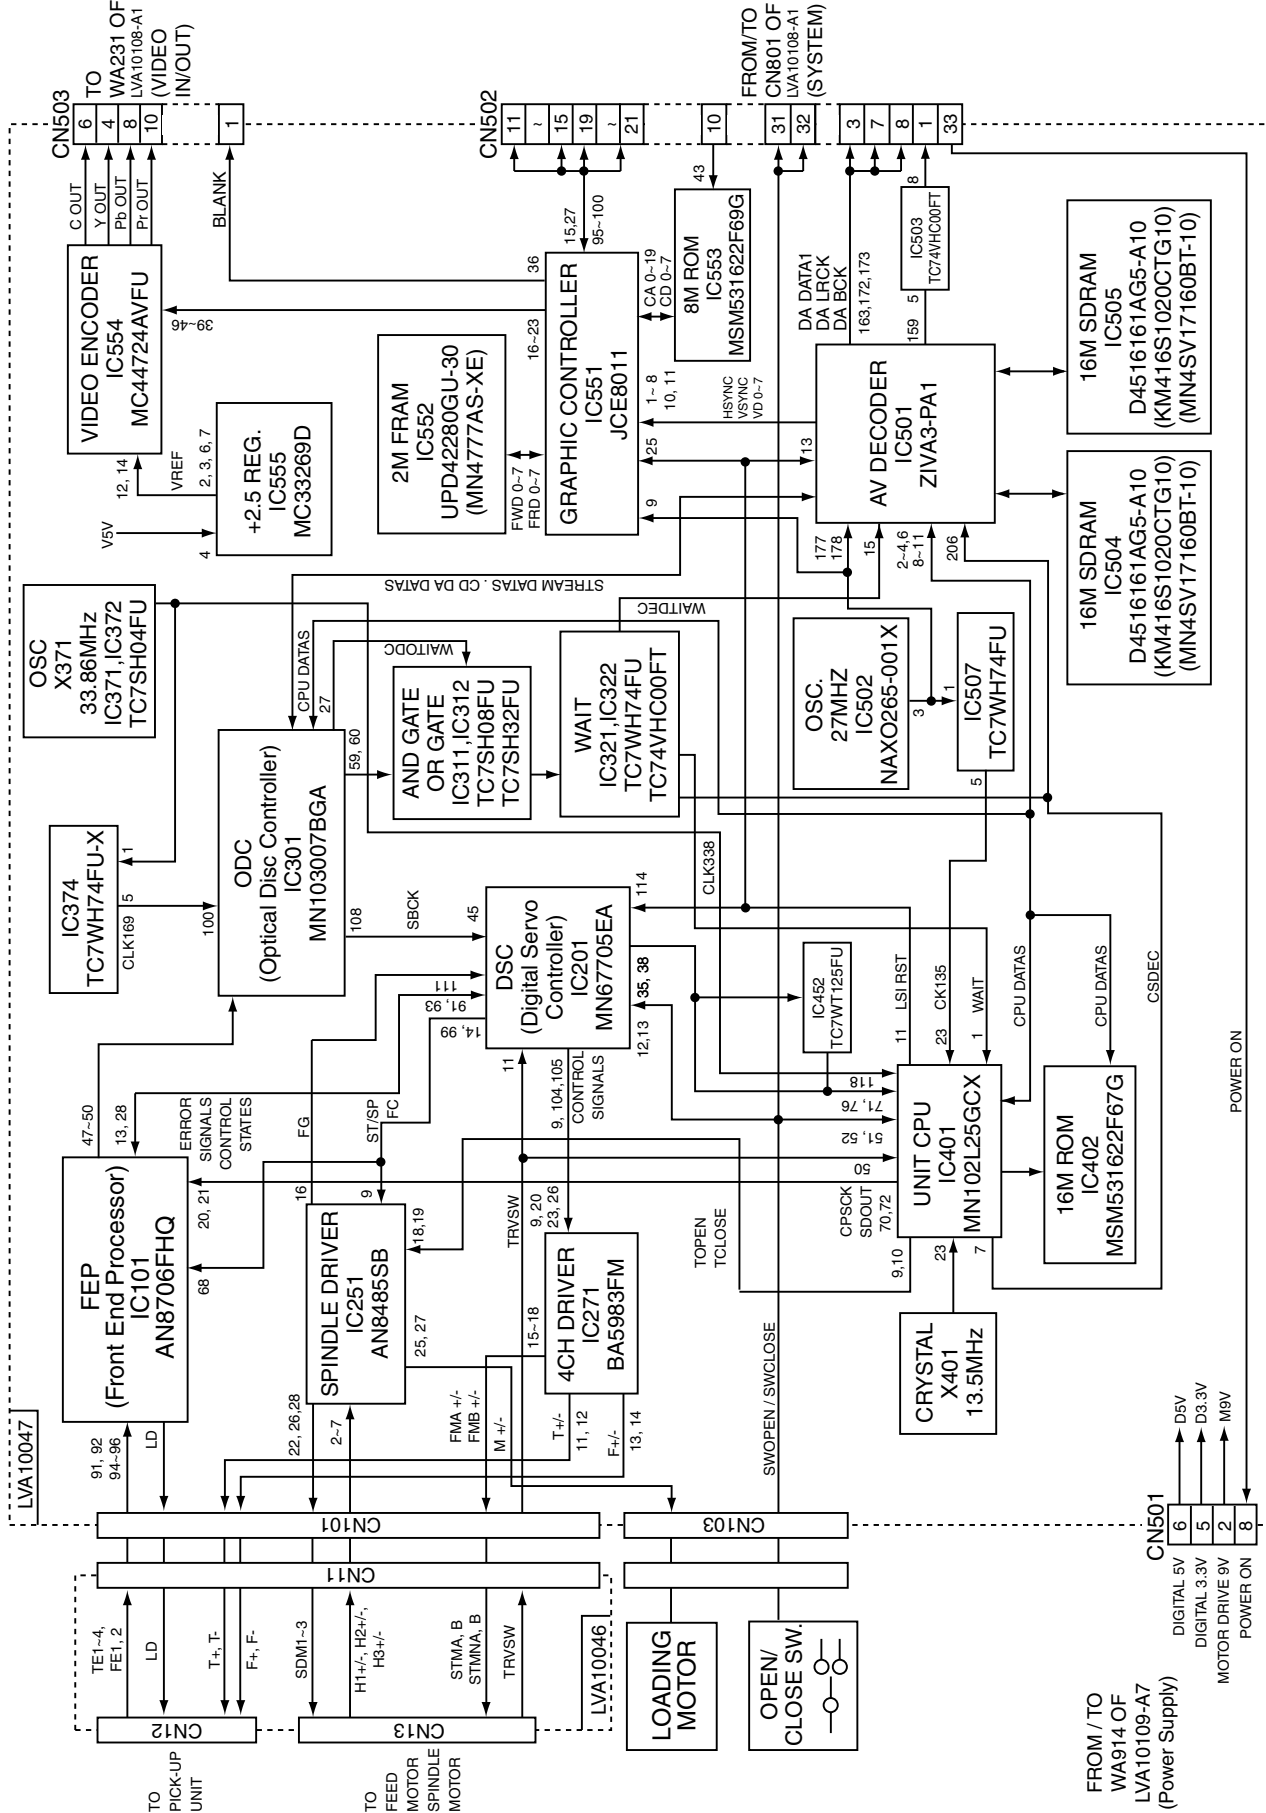 LVA10047
FEP
(Front End Processor)
IC101
AN8706FHQ
91, 92
94~96
LD
47~50
13, 28
ERROR
SIGNALS
CONTROL
STATES
20, 21
68
IC374
TC7WH74FU-X
CLK169
5
1
100
OSC
X371
33.86MHz
IC371,IC372
TC7SH04FU
ODC
(Optical Disc Controller)
IC301
MN103007BGA
CPU DATAS
27
59, 60
108
SBCK
WAITODC
STREAM DATAS . CD DA DATAS
V5V
4
+2.5 REG.
IC555
MC33269D
2, 3, 6, 7
VREF
12, 14
VIDEO ENCODER
IC554
MC44724AVFU
39~46
C OUT
Y OUT
Pb OUT
Pr OUT
BLANK
CN503
6
4
8
10
1
TO
WA231 OF
LVA10108-A1
(VIDEO
IN/OUT)
CN12
TO
PICK-UP
UNIT
TE1~4,
FE1, 2
LD
T+, T-
F+, F-
CN13
TO
FEED
MOTOR
SPINDLE
MOTOR
SDM1~3
H1+/-, H2+/-,
H3+/-
STMA, B
STMNA, B
TRVSW
LVA10046
CN11
CN101
22, 26,28
2~7
SPINDLE DRIVER
IC251
AN8485SB
16
FG
9
ST/SP
FC
18,19
25, 27
FMA +/-
FMB +/-
M +/-
TRVSW
15~18
4CH DRIVER
IC271
BA5983FM
9, 20
23, 26
T+/-
11, 12
F+/-
13, 14
9, 104,105
CONTROL
SIGNALS
11
14, 99
91, 93
111
45
DSC
(Digital Servo
Controller)
IC201
MN67705EA
114
35, 38
12,13
AND GATE
OR GATE
IC311,IC312
TC7SH08FU
TC7SH32FU
WAIT
IC321,IC322
TC7WH74FU
TC74VHC00FT
WAITDEC
2M FRAM
IC552
UPD42280GU-30
(MN4777AS-XE)
FWD 0~7
FRD 0~7
GRAPHIC CONTROLLER
IC551
JCE8011
36
16~23
15,27
95~100
CA 0~19
CD 0~7
1~ 8
10, 11
25
9
8M ROM
IC553
MSM531622F69G
43
CN502
11
~
15
19
~
21
10
31
32
3
7
8
1
33
FROM/TO
CN801 OF
LVA10108-A1
(SYSTEM)
HSYNC
VSYNC
VD 0~7
13
AV DECODER
IC501
ZIVA3-PA1
177
178
15
2~4,6
8~11
206
DA DATA1
DA LRCK
DA BCK
163,172,173
159
5
IC503
TC74VHC00FT
8
16M SDRAM
IC505
D4516161AG5-A10
(KM416S1020CTG10)
(MN4SV17160BT-10)
16M SDRAM
IC504
D4516161AG5-A10
(KM416S1020CTG10)
(MN4SV17160BT-10)
OSC.
27MHZ
IC502
NAXO265-001X
3
1
IC507
TC7WH74FU
5
CLK338
IC452
TC7WT125FU
11
LSI RST
23
CK135
1
WAIT
CPU DATAS
CPU DATAS
CSDEC
118
71, 76
51, 52
50
UNIT CPU
IC401
MN102L25GCX
CPSCK
SDOUT
70,72
TOPEN
TCLOSE
9,10
23
7
16M ROM
IC402
MSM531622F67G
CRYSTAL
X401
13.5MHz
SWOPEN / SWCLOSE
CN103
LOADING
MOTOR
OPEN/
CLOSE SW.
POWER ON
CN501
6
5
2
8
D5V
D3.3V
M9V
DIGITAL 5V
DIGITAL 3.3V
MOTOR DRIVE 9V
POWER ON
FROM / TO
WA914 OF
LVA10109-A7
(Power Supply)